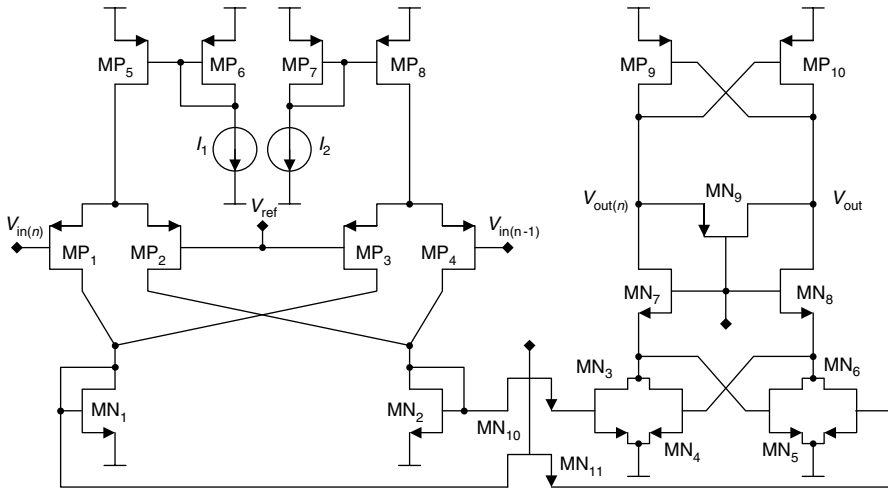 MP5 MP6 MP7 MP8 MP9 MP10
I1 I2
Vin(n) Vref Vin(n-1) Vout(n) MN9 Vout
MP1 MP2 MP3 MP4
MN7 MN8
MN3 MN6
MN1 MN2 MN10 MN4 MN5
MN11